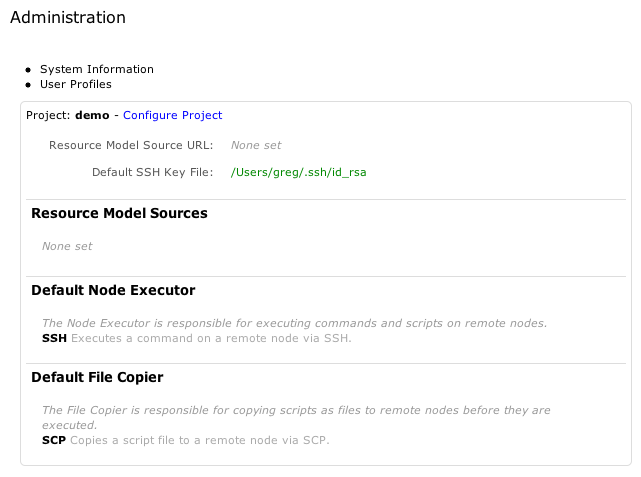 Administration
System Information
User Profiles
Project: demo - Configure Project
Resource Model Source URL: None set
Default SSH Key File: /Users/greg/.ssh/id_rsa
Resource Model Sources
None set
Default Node Executor
The Node Executor is responsible for executing commands and scripts on remote nodes.
SSH Executes a command on a remote node via SSH.
Default File Copier
The File Copier is responsible for copying scripts as files to remote nodes before they are
executed.
SCP Copies a script file to a remote node via SCP.